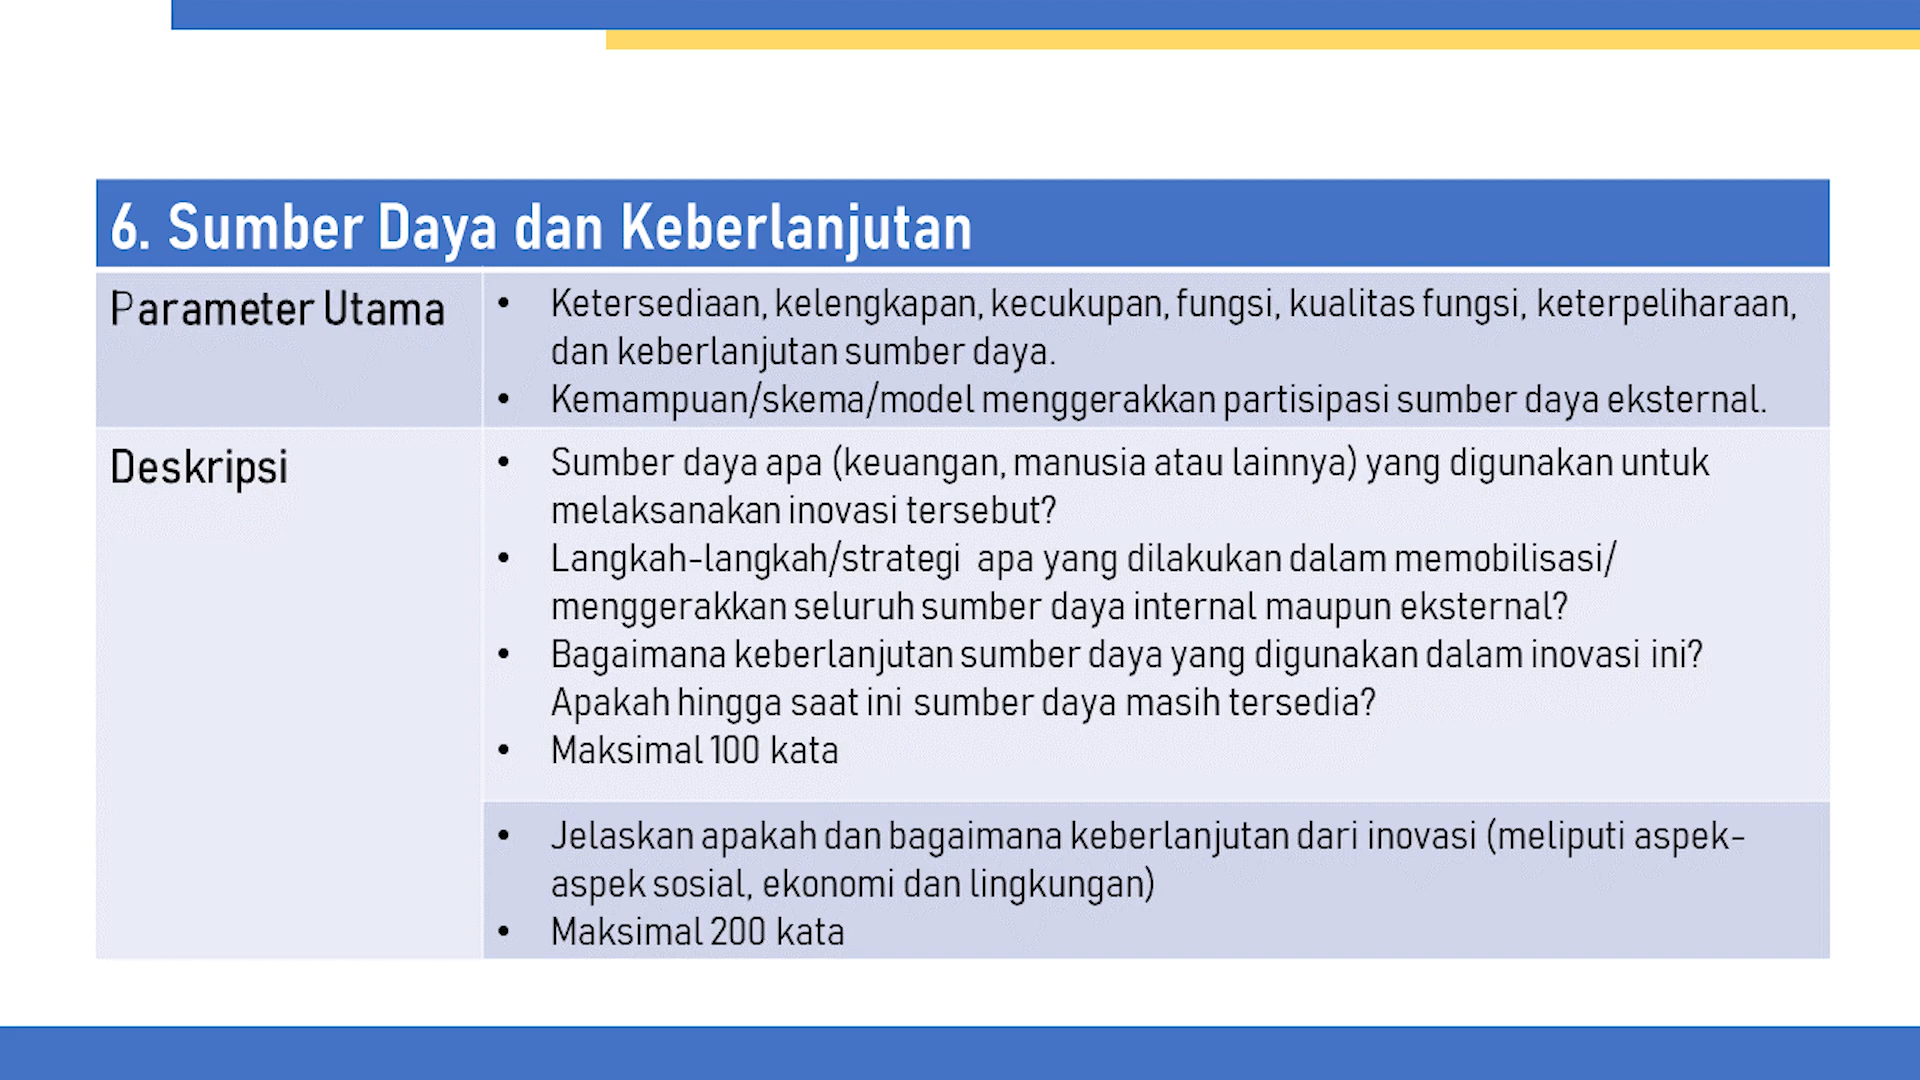 6. Sumber Daya dan Keberlanjutan
Parameter Utama
• Ketersediaan, kelengkapan, kecukupan, fungsi, kualitas fungsi, keterpeliharaan,
dan keberlanjutan sumber daya.
• Kemampuan/skema/model menggerakkan partisipasi sumber daya eksternal.
Deskripsi
• Sumber daya apa (keuangan, manusia atau lainnya) yang digunakan untuk
melaksanakan inovasi tersebut?
• Langkah-langkah/strategi apa yang dilakukan dalam memobilisasi/
menggerakkan seluruh sumber daya internal maupun eksternal?
• Bagaimana keberlanjutan sumber daya yang digunakan dalam inovasi ini?
Apakah hingga saat ini sumber daya masih tersedia?
• Maksimal 100 kata
• Jelaskan apakah dan bagaimana keberlanjutan dari inovasi (meliputi aspek-
aspek sosial, ekonomi dan lingkungan)
• Maksimal 200 kata